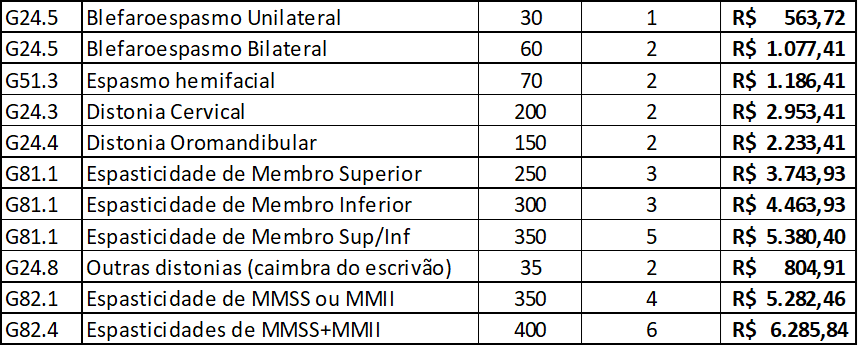 G24.5 Blefaroespasmo Unilateral 30 1 R$ 563,72
G24.5 Blefaroespasmo Bilateral 60 2 R$ 1.077,41
G51.3 Espasmo hemifacial 70 2 R$ 1.186,41
G24.3 Distonia Cervical 200 2 R$ 2.953,41
G24.4 Distonia Oromandibular 150 2 R$ 2.233,41
G81.1 Espasticidade de Membro Superior 250 3 R$ 3.743,93
G81.1 Espasticidade de Membro Inferior 300 3 R$ 4.463,93
G81.1 Espasticidade de Membro Sup/Inf 350 5 R$ 5.380,40
G24.8 Outras distonias (caimbra do escrivão) 35 2 R$ 804,91
G82.1 Espasticidade de MMSS ou MMII 350 4 R$ 5.282,46
G82.4 Espasticidades de MMSS+MMII 400 6 R$ 6.285,84